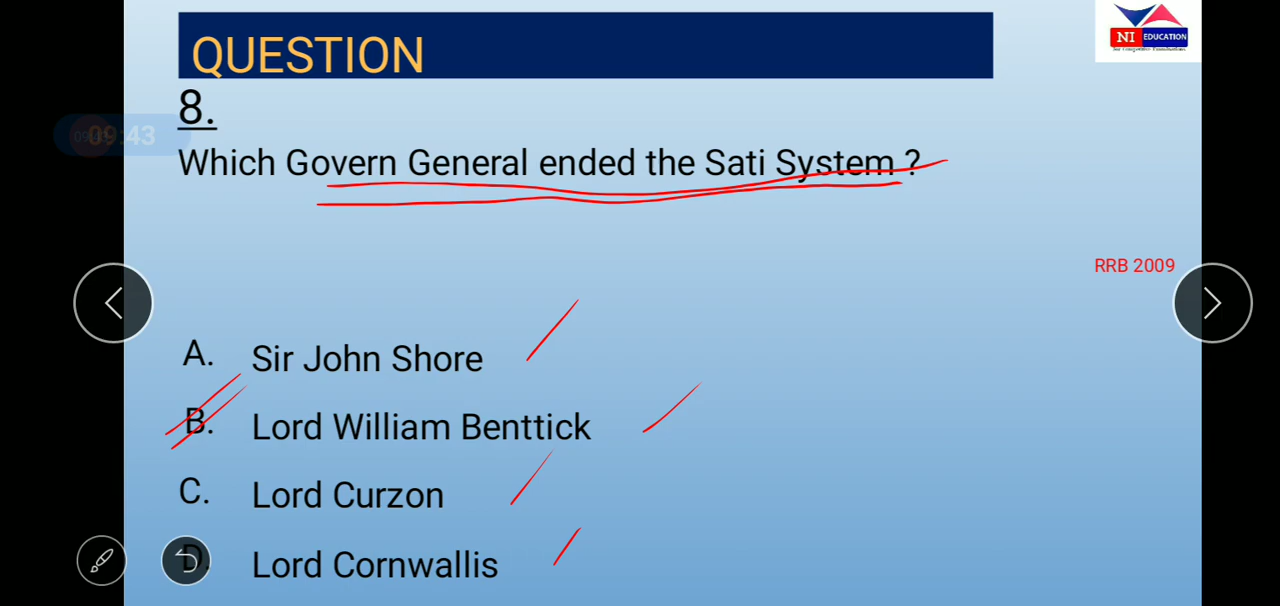 QUESTION
NI EDUCATION
8.
09:43
Which Govern General ended the Sati System ?
RRB 2009
A. Sir John Shore
B. Lord William Benttick
C. Lord Curzon
D. Lord Cornwallis